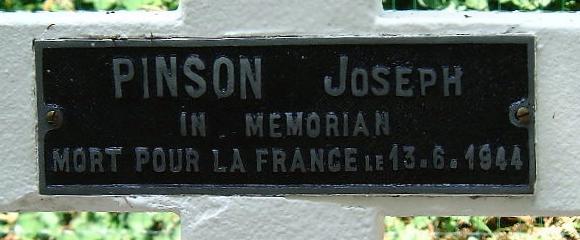 PINSON JOSEPH
IN MEMORIAN
MORT POUR LA FRANCE LE 13.6.1944